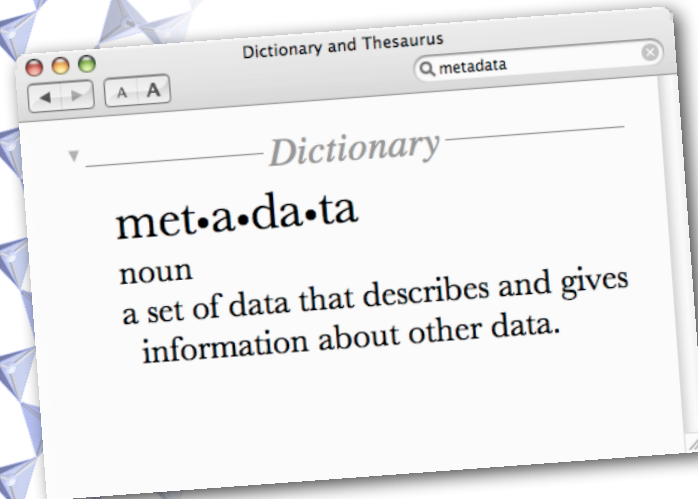 Dictionary and Thesaurus
metadata
A A
Dictionary
met•a•da•ta
noun
a set of data that describes and gives
information about other data.